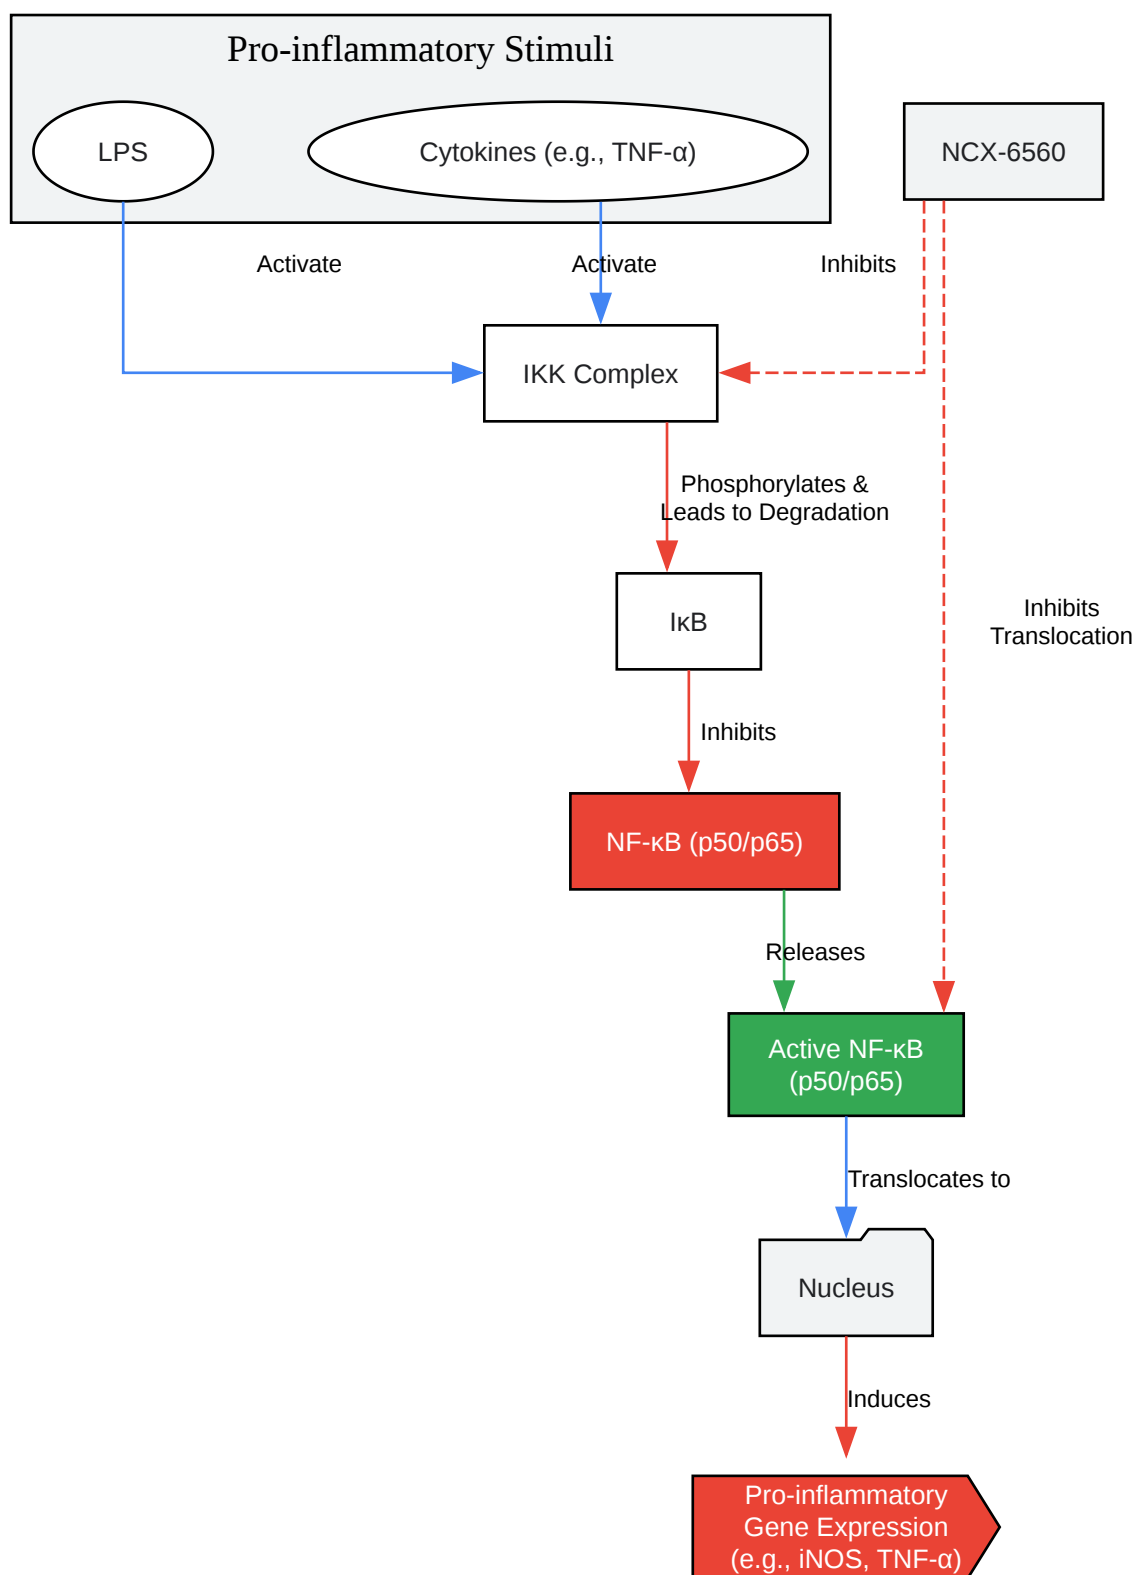 Pro-inflammatory Stimuli
LPS
Cytokines (e.g., TNF-α)
NCX-6560
Activate
Activate
Inhibits
IKK Complex
Phosphorylates &
Leads to Degradation
IκB
Inhibits
Translocation
Inhibits
NF-κB (p50/p65)
Releases
Active NF-κB
(p50/p65)
Translocates to
Nucleus
Induces
Pro-inflammatory
Gene Expression
(e.g., iNOS, TNF-α)